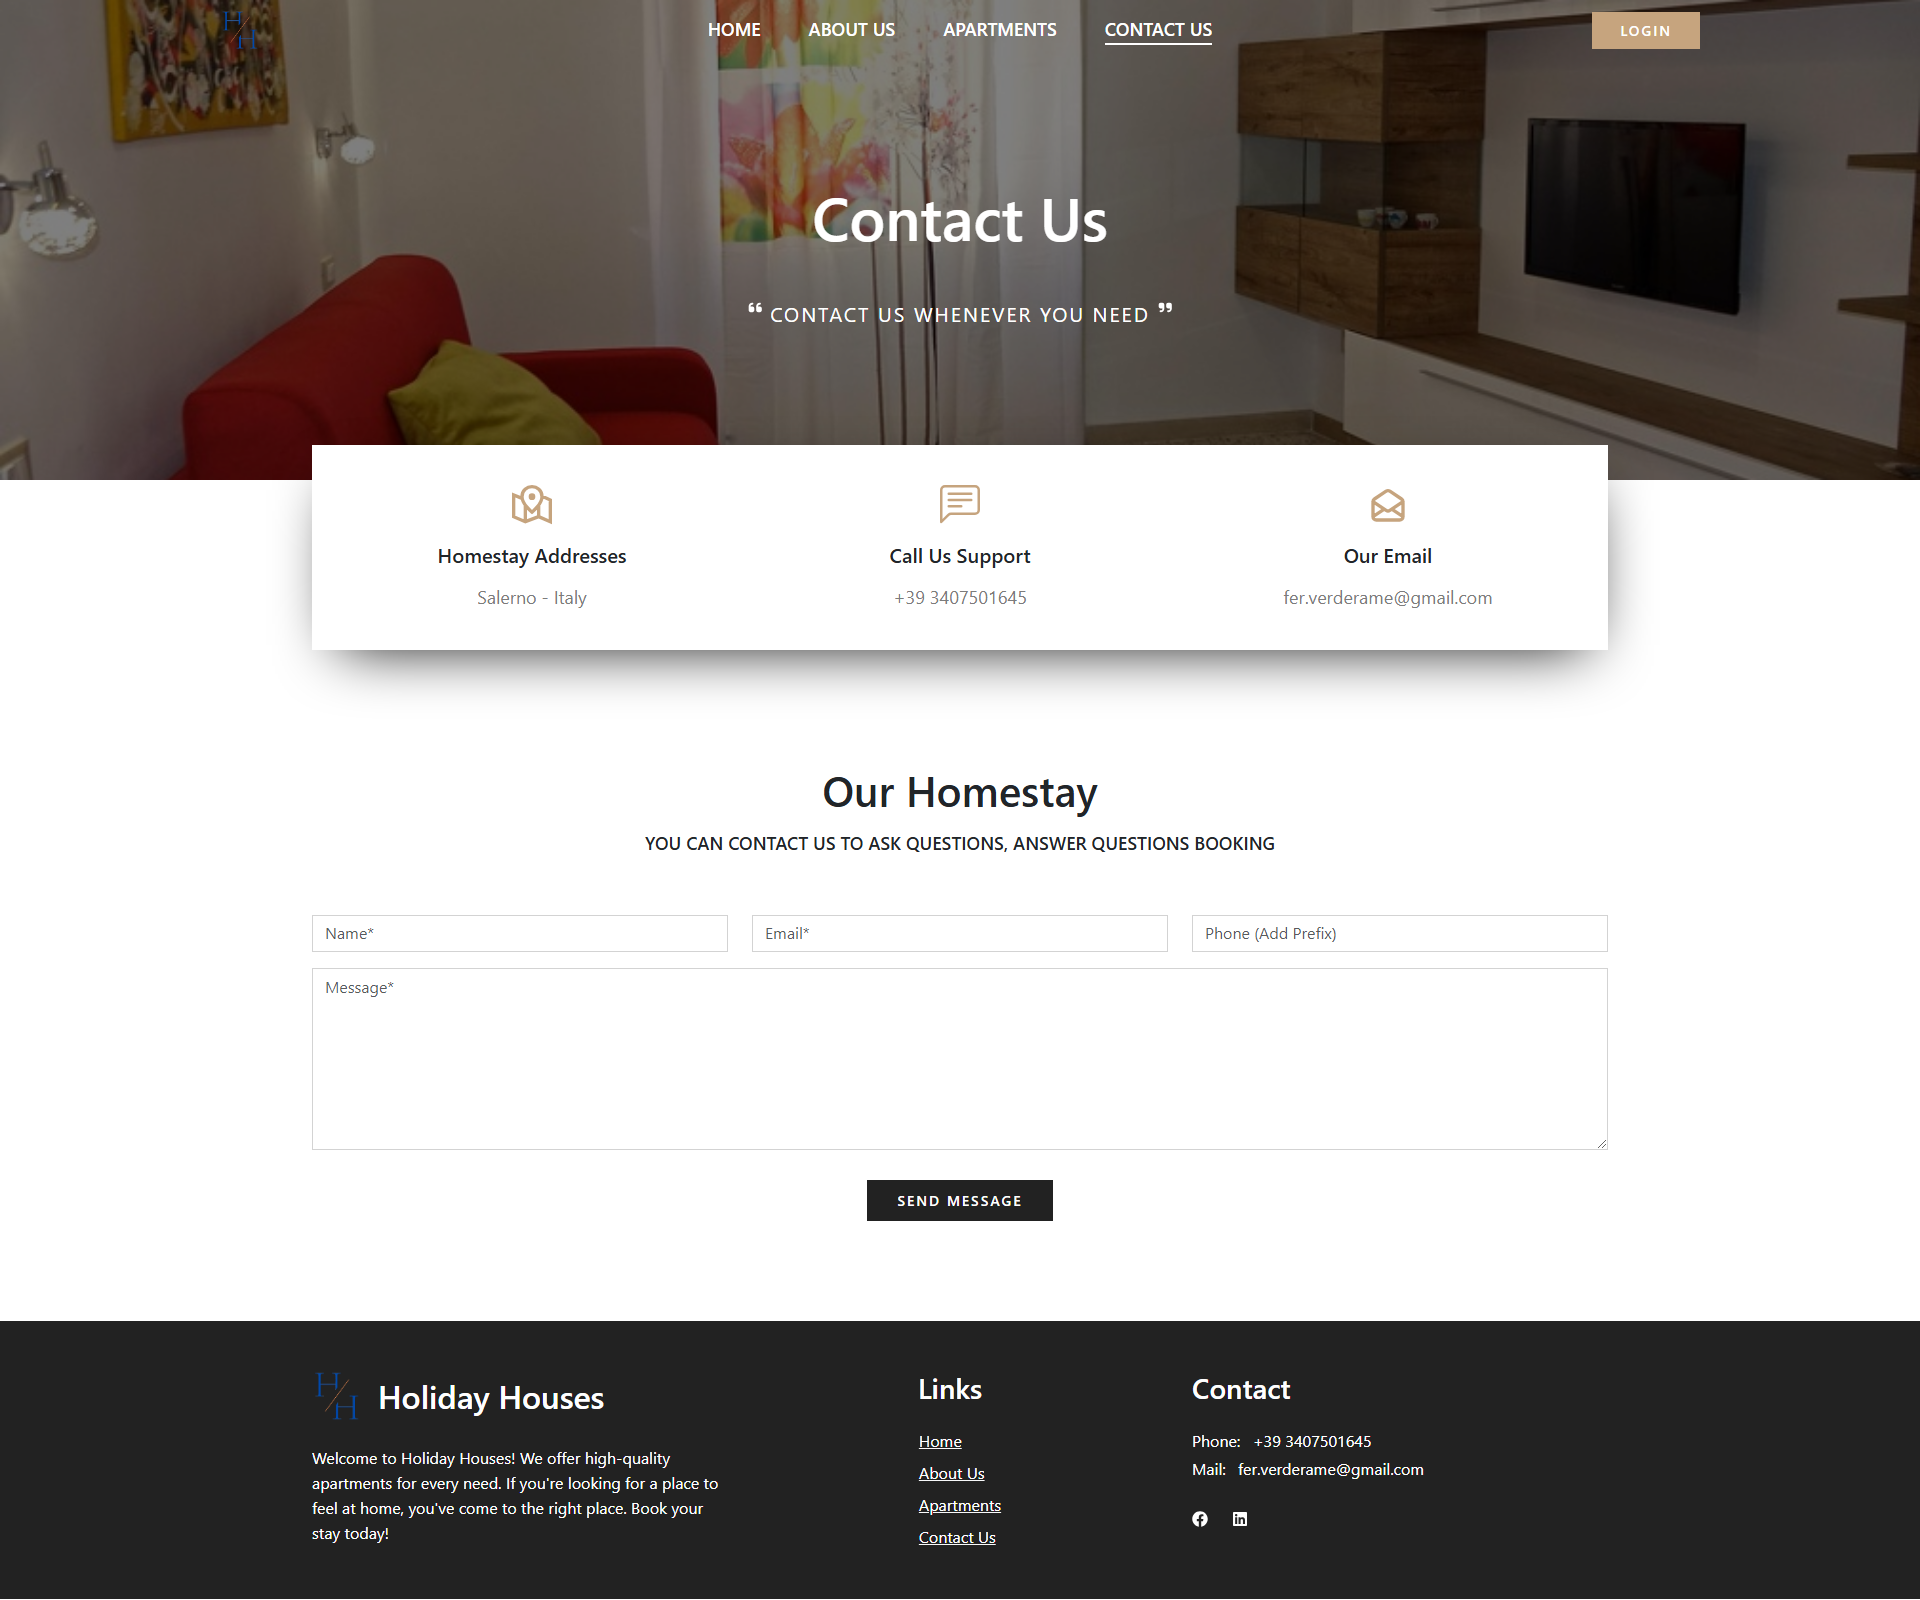 H
H
HOME
ABOUT US
APARTMENTS
CONTACT US
LOGIN
Contact Us
“ CONTACT US WHENEVER YOU NEED ”
Homestay Addresses
Salerno - Italy
Call Us Support
+39 3407501645
Our Email
fer.verderame@gmail.com
Our Homestay
YOU CAN CONTACT US TO ASK QUESTIONS, ANSWER QUESTIONS BOOKING
Name*
Email*
Phone (Add Prefix)
Message*
SEND MESSAGE
H
H
Holiday Houses
Welcome to Holiday Houses! We offer high-quality
apartments for every need. If you're looking for a place to
feel at home, you've come to the right place. Book your
stay today!
Links
Home
About Us
Apartments
Contact Us
Contact
Phone: +39 3407501645
Mail: fer.verderame@gmail.com